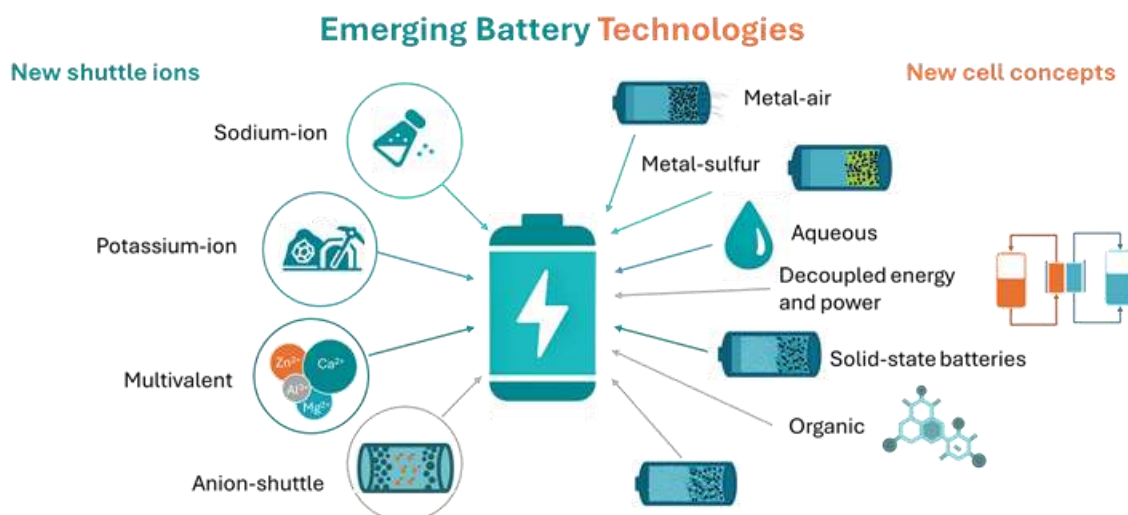 Emerging Battery Technologies
New shuttle ions
New cell concepts
Sodium-ion
Potassium-ion
Multivalent
Zn²⁺
Ca²⁺
Al³⁺
Mg²⁺
Anion-shuttle
Metal-air
Metal-sulfur
Aqueous
Decoupled energy
and power
Solid-state batteries
Organic